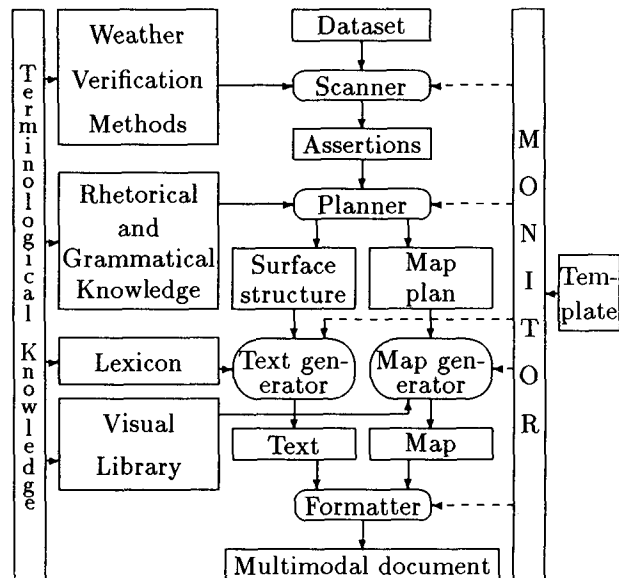 Terminological Knowledge
Weather
Verification
Methods
Rhetorical
and
Grammatical
Knowledge
Lexicon
Visual
Library
Dataset
Scanner
Assertions
Planner
Surface
structure
Map
plan
Text gen-
erator
Map gen-
erator
Text
Map
Formatter
Multimodal document
MONITOR
Tem-
plate